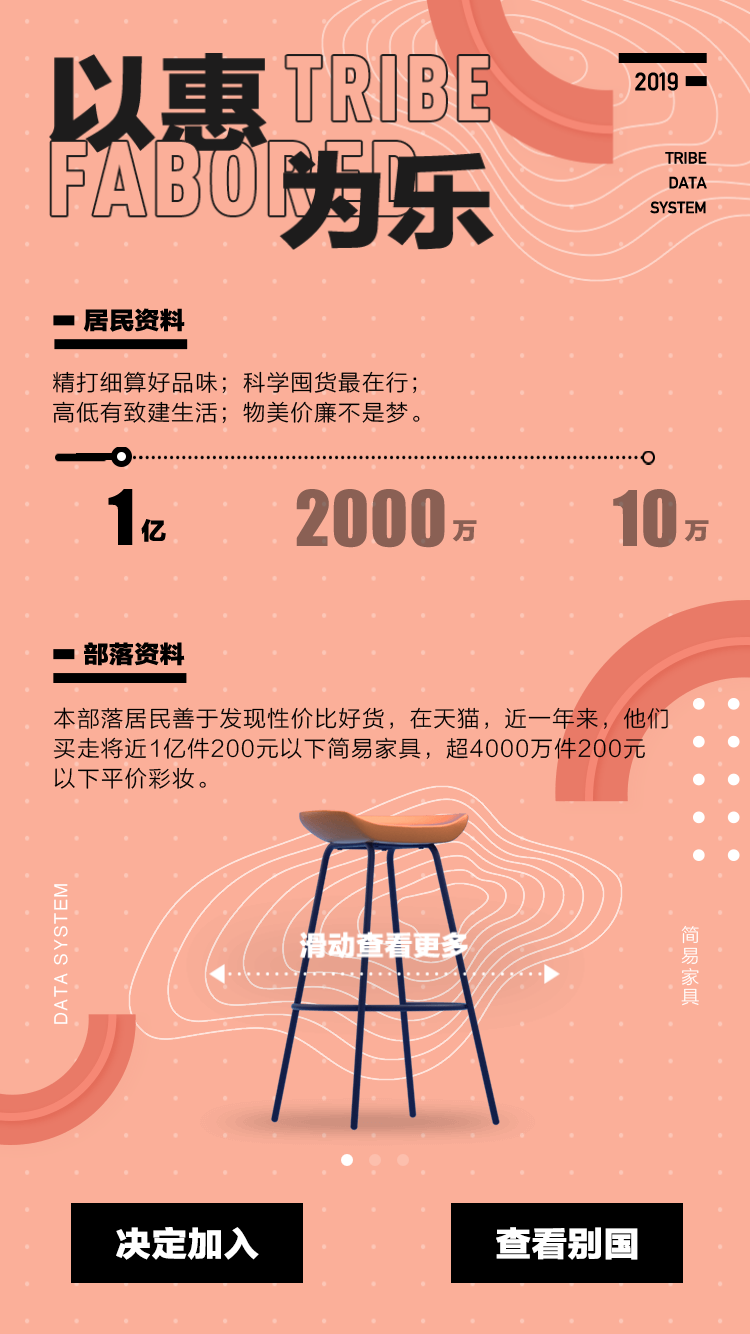 以惠
TRIBE
FABORED
为乐
2019
TRIBE
DATA
SYSTEM
居民资料
精打细算好品味；科学囤货最在行；
高低有致建生活；物美价廉不是梦。
1亿
2000万
10万
部落资料
本部落居民善于发现性价比好货，在天猫，近一年来，他们
买走将近1亿件200元以下简易家具，超4000万件200元
以下平价彩妆。
DATA SYSTEM
滑动查看更多
简易家具
决定加入
查看别国